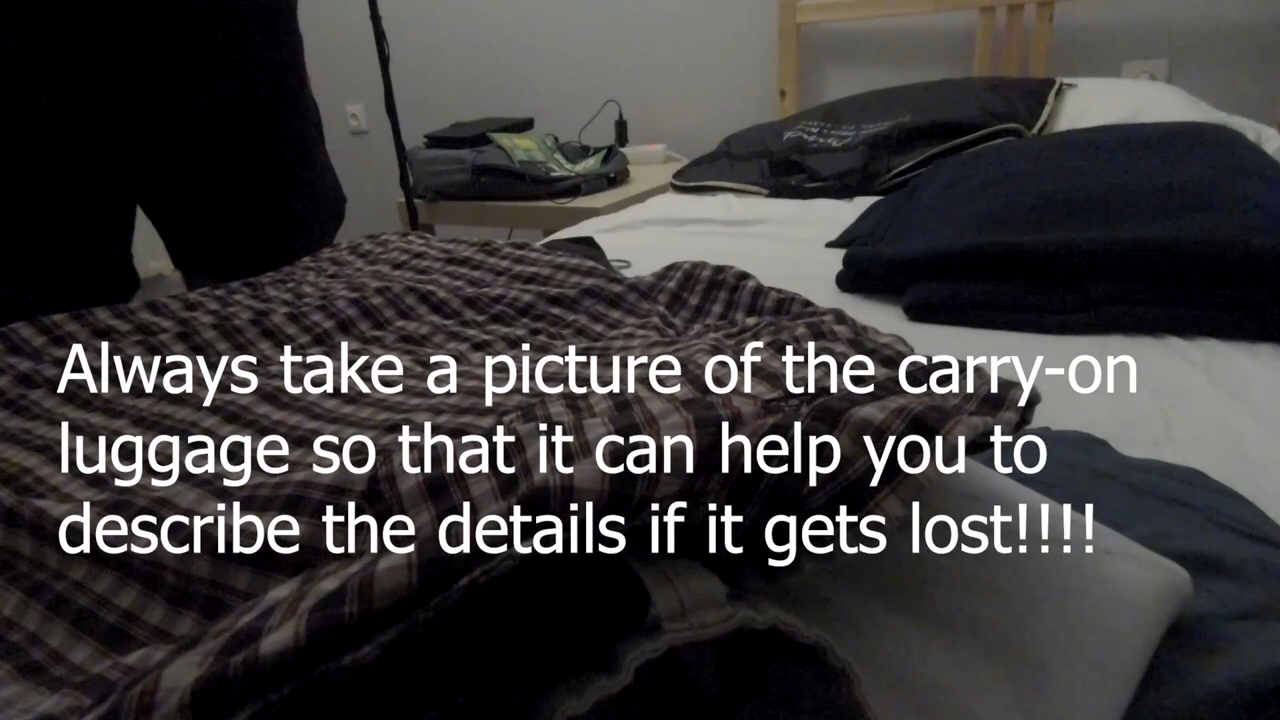 Always take a picture of the carry-on
luggage so that it can help you to
describe the details if it gets lost!!!!